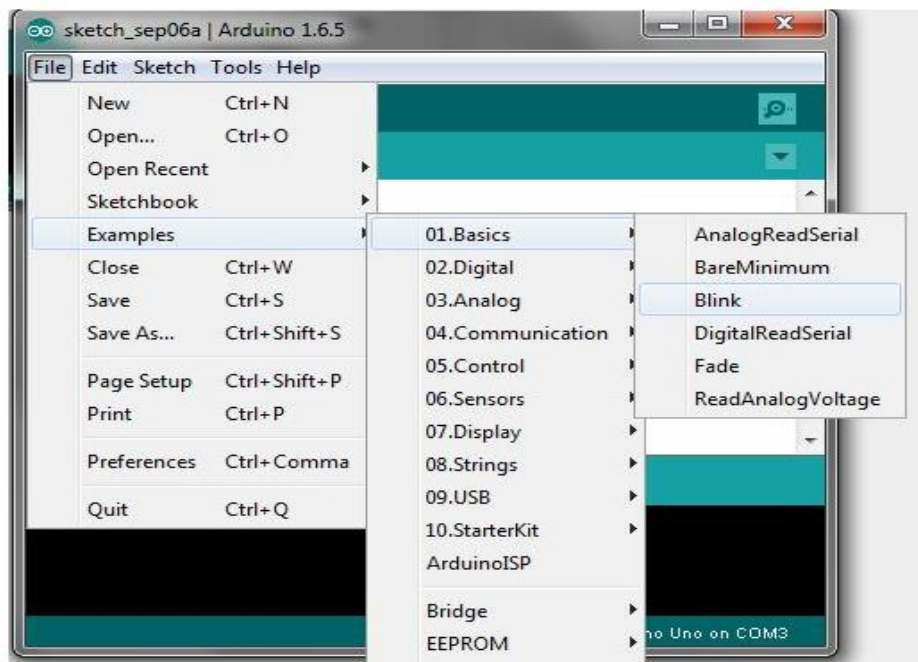 sketch_sep06a | Arduino 1.6.5
File Edit Sketch Tools Help
New Ctrl+N
Open... Ctrl+O
Open Recent
Sketchbook
Examples
Close Ctrl+W
Save Ctrl+S
Save As... Ctrl+Shift+S
Page Setup Ctrl+Shift+P
Print Ctrl+P
Preferences Ctrl+Comma
Quit Ctrl+Q
01.Basics
02.Digital
03.Analog
04.Communication
05.Control
06.Sensors
07.Display
08.Strings
09.USB
10.StarterKit
ArduinoISP
Bridge
EEPROM
AnalogReadSerial
BareMinimum
Blink
DigitalReadSerial
Fade
ReadAnalogVoltage
no Uno on COM3